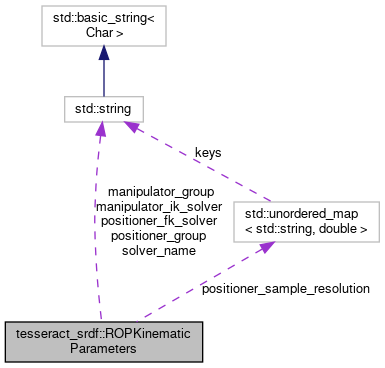 std::basic_string<
Char >
std::string
keys
manipulator_group
manipulator_ik_solver
positioner_fk_solver
positioner_group
solver_name
std::unordered_map
< std::string, double >
positioner_sample_resolution
tesseract_srdf::ROPKinematic
Parameters